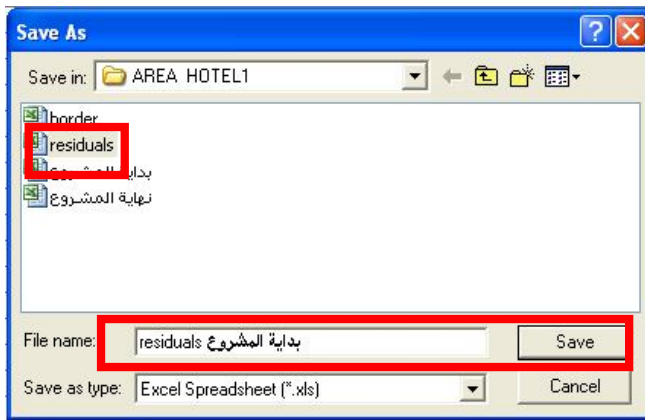 Save As
Save in: AREA HOTEL1
border
residuals
بداية المشروع
نهاية المشروع
File name: residuals بداية المشروع Save
Save as type: Excel Spreadsheet (*.xls) Cancel